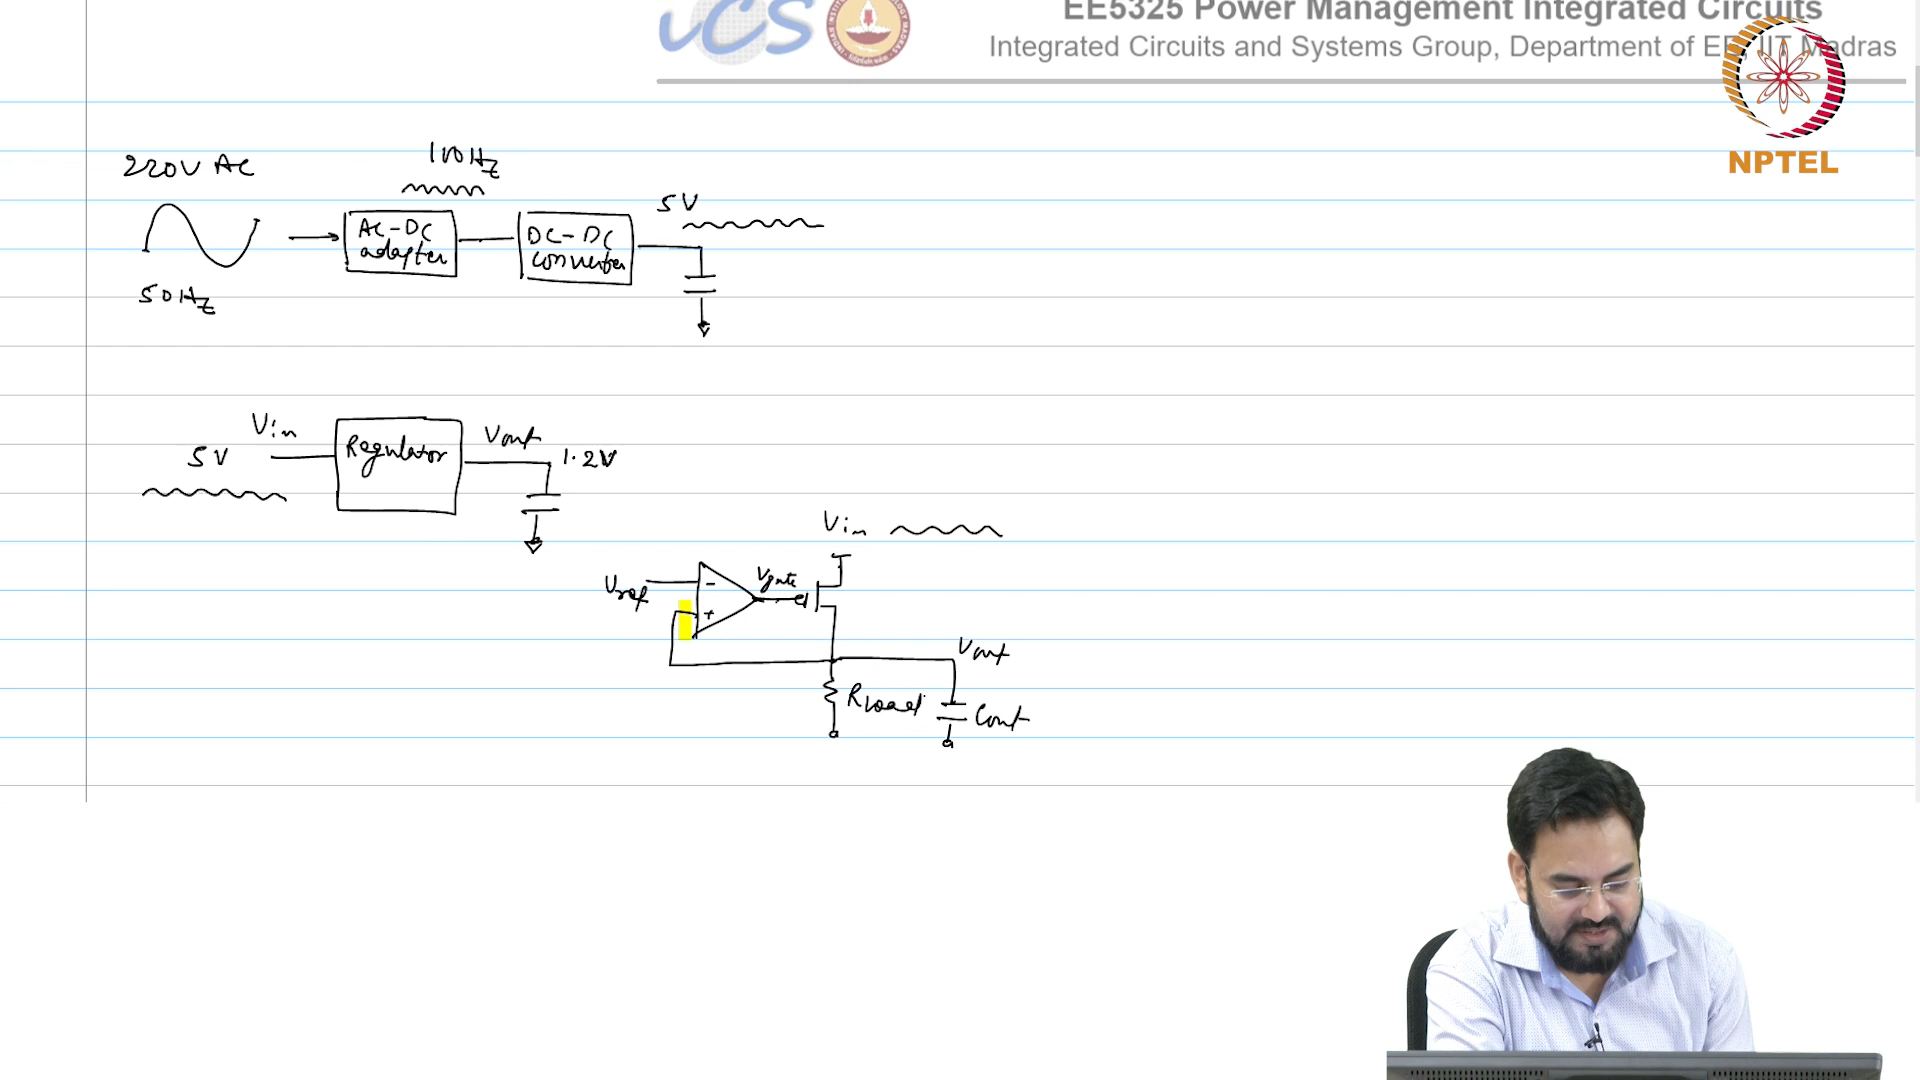 EE5325 Power Management Integrated Circuits
Integrated Circuits and Systems Group, Department of EE, IIT Madras
NPTEL
220V AC
50Hz
AC-DC
adapter
100Hz
DC-DC
converter
5V
Vin
5V
Regulator
Vout
1.2V
Vin
Vref
-
+
Vgate
Vout
Rload
Cout